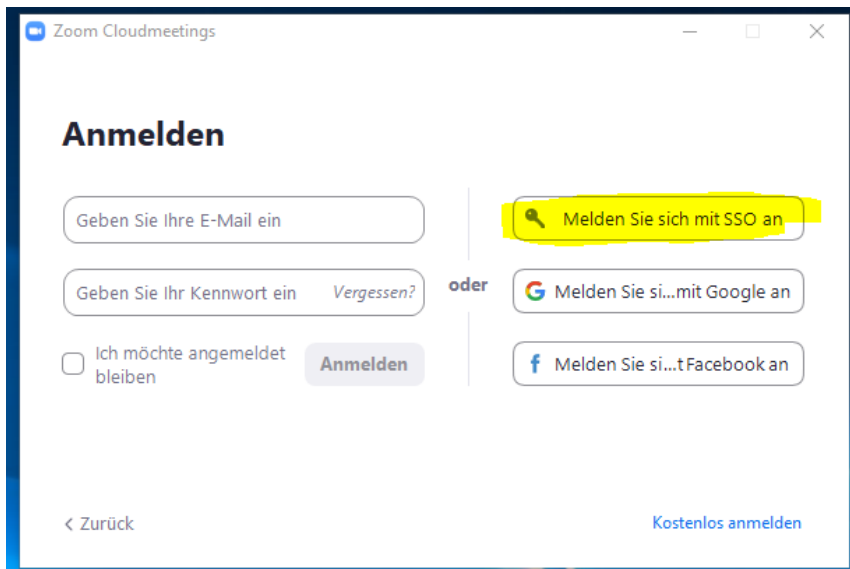 Zoom Cloudmeetings
Anmelden
Geben Sie Ihre E-Mail ein
Geben Sie Ihr Kennwort ein Vergessen?
Ich möchte angemeldet
bleiben
Anmelden
oder
Melden Sie sich mit SSO an
Melden Sie si...mit Google an
Melden Sie si...t Facebook an
Zurück
Kostenlos anmelden